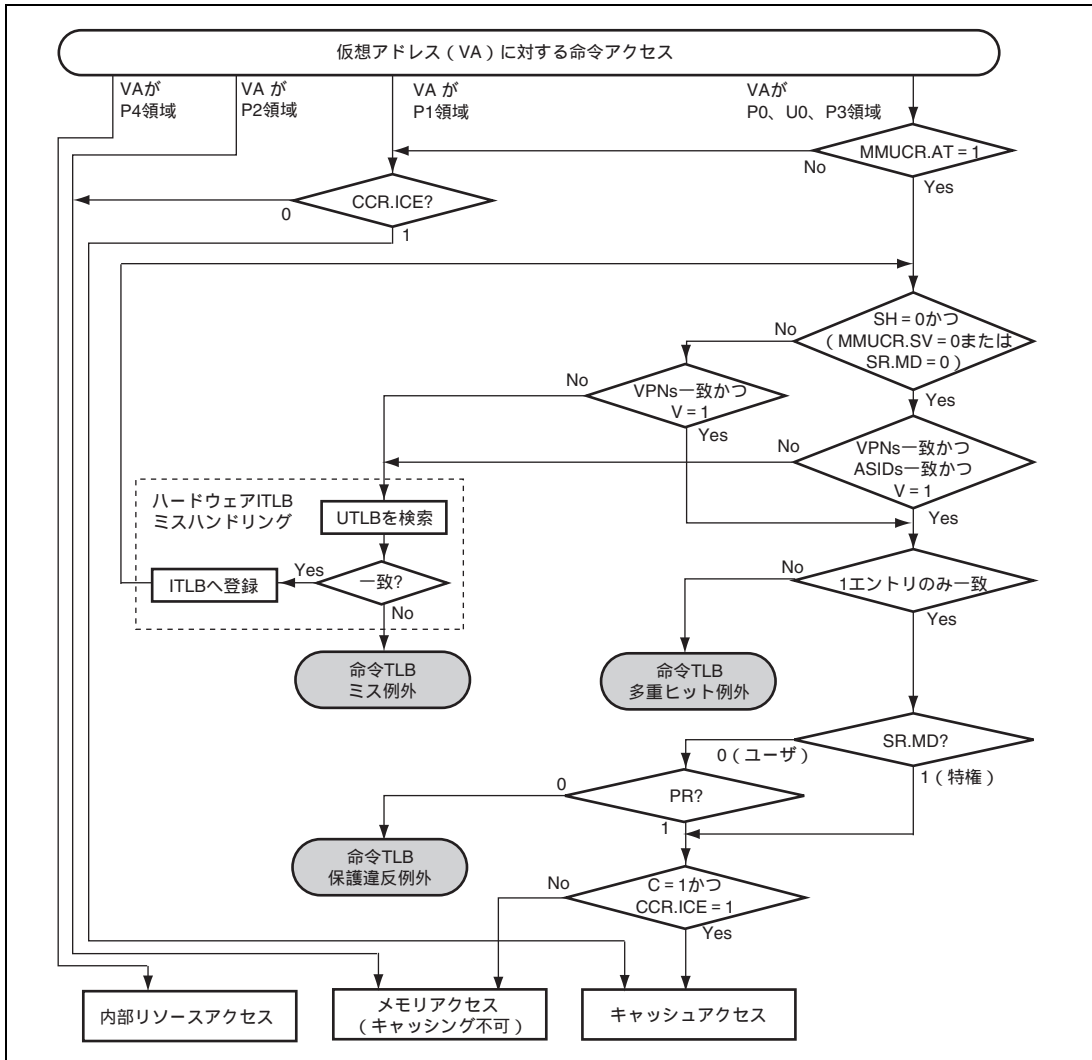 仮想アドレス（VA）に対する命令アクセス
VAが
P4領域
VA が
P2領域
VA が
P1領域
VAが
P0、U0、P3領域
MMUCR.AT = 1
No
Yes
CCR.ICE?
0
1
SH = 0かつ
（MMUCR.SV = 0または
SR.MD = 0）
No
Yes
VPNs一致かつ
V = 1
No
Yes
VPNs一致かつ
ASIDs一致かつ
V = 1
No
Yes
ハードウェアITLB
ミスハンドリング
UTLBを検索
一致?
Yes
No
ITLBへ登録
1エントリのみ一致
No
Yes
命令TLB
ミス例外
命令TLB
多重ヒット例外
SR.MD?
0（ユーザ）
1（特権）
PR?
0
1
命令TLB
保護違反例外
C = 1かつ
CCR.ICE = 1
No
Yes
内部リソースアクセス
メモリアクセス
（キャッシング不可）
キャッシュアクセス